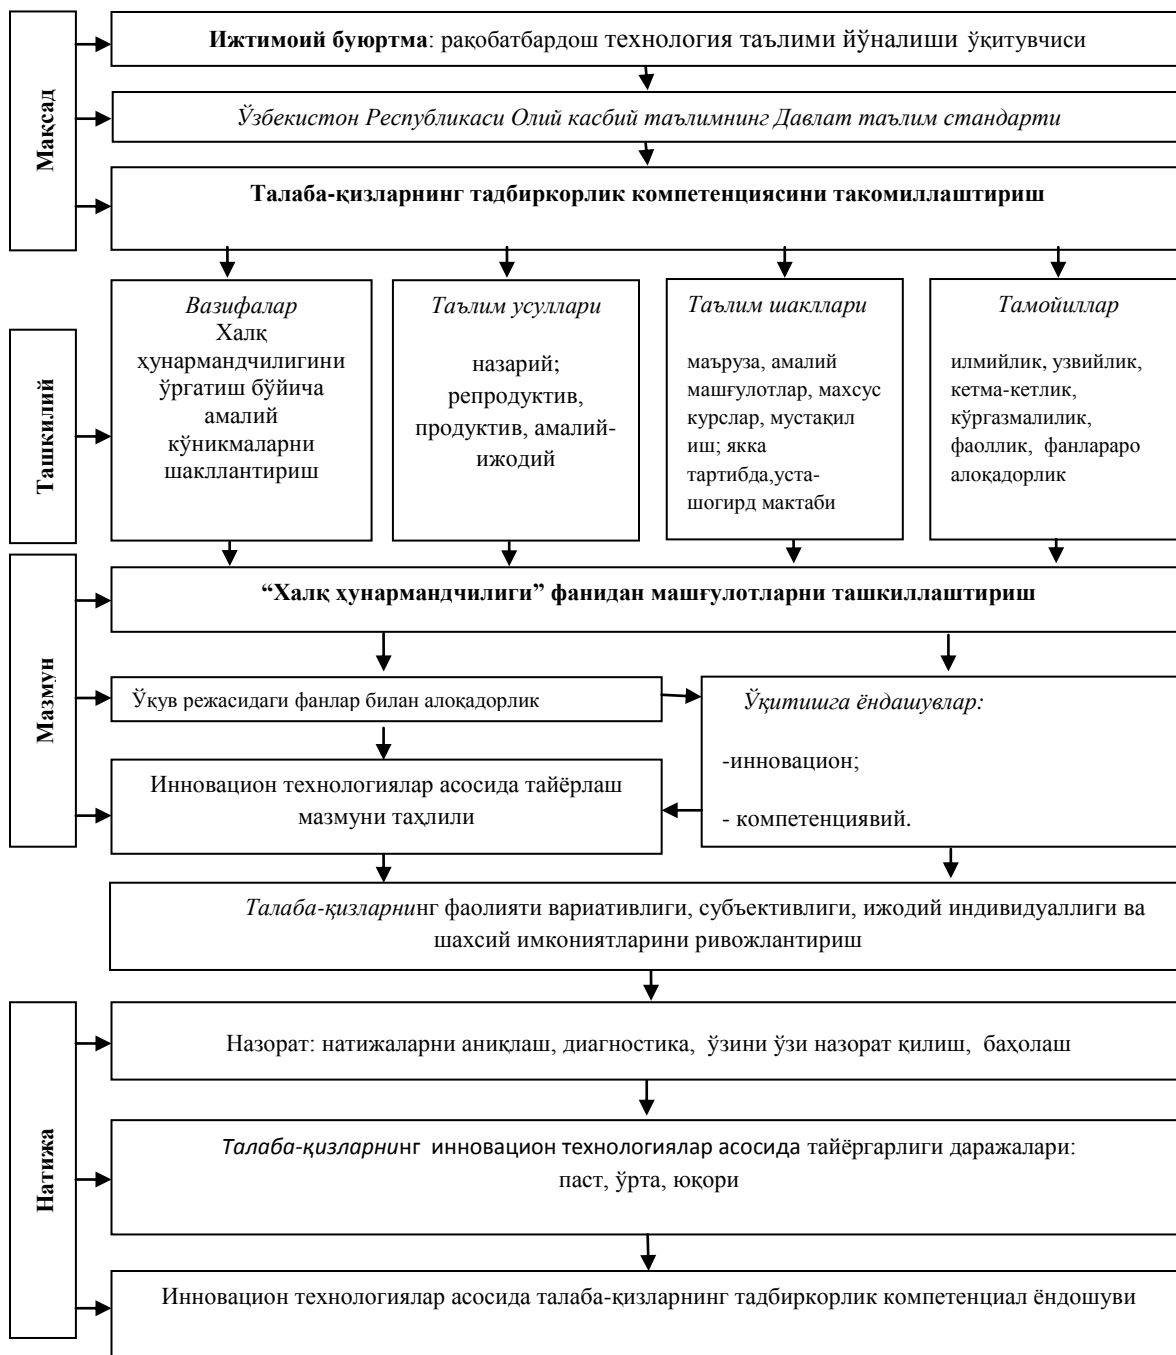 Мақсад
Ижтимоий буюртма: рақобатбардош технология таълими йўналиши ўқитувчиси
Ўзбекистон Республикаси Олий касбий таълимнинг Давлат таълим стандарти
Талаба-қизларнинг тадбиркорлик компетенциясини такомиллаштириш
Ташкилий
Вазифалар
Халқ
ҳунармандчилигини
ўргатиш бўйича
амалий
кўникмаларни
шакллантириш
Таълим усуллари
назарий;
репродуктив,
продуктив, амалий-
ижодий
Таълим шакллари
маъруза, амалий
машғулотлар, махсус
курслар, мустақил
иш; якка
тартибда,уста-
шогирд мактаби
Тамойиллар
илмийлик, узвийлик,
кетма-кетлик,
кўргазмалилик,
фаоллик, фанлараро
алоқадорлик
Мазмун
“Халқ ҳунармандчилиги” фанидан машғулотларни ташкиллаштириш
Ўқув режасидаги фанлар билан алоқадорлик
Ўқитишга ёндашувлар:
-инновацион;
- компетенциявий.
Инновацион технологиялар асосида тайёрлаш
мазмуни таҳлили
Талаба-қизларнинг фаолияти вариативлиги, субъективлиги, ижодий индивидуаллиги ва
шахсий имкониятларини ривожлантириш
Натижа
Назорат: натижаларни аниқлаш, диагностика, ўзини ўзи назорат қилиш, баҳолаш
Талаба-қизларнинг инновацион технологиялар асосида тайёргарлиги даражалари:
паст, ўрта, юқори
Инновацион технологиялар асосида талаба-қизларнинг тадбиркорлик компетенциал ёндошуви